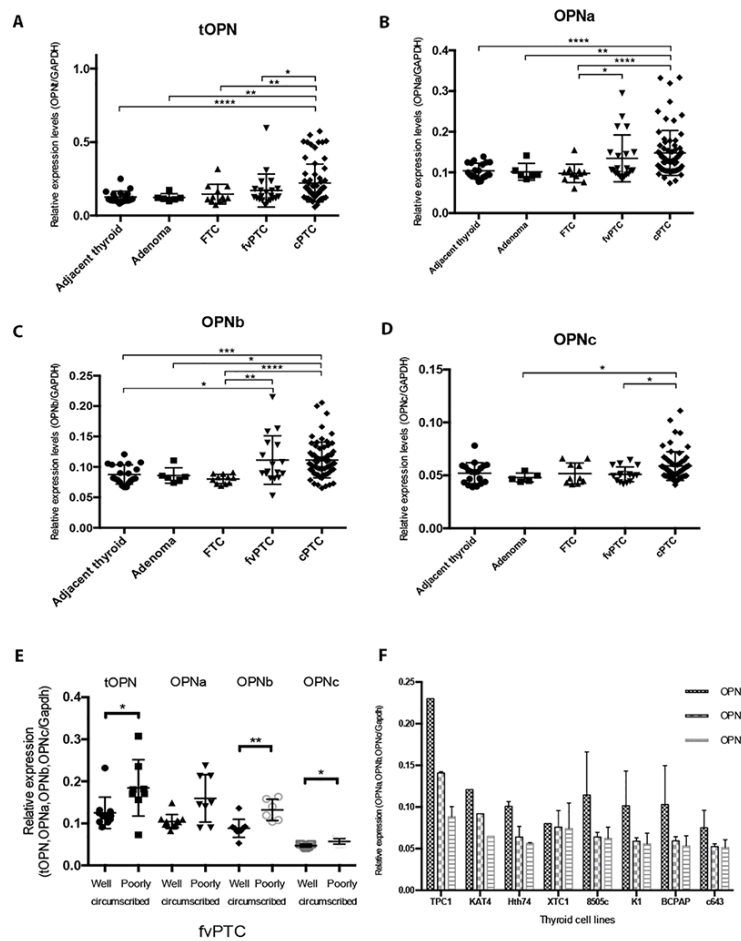 A
tOPN
Relative expression levels (OPNt/GAPDH)
1.0
0.5
0.0
*
**
**
****
Adjacent thyroid
Adenoma
FTC
fvPTC
cPTC
B
OPNa
Relative expression levels (OPNa/GAPDH)
0.4
0.3
0.2
0.1
0.0
****
**
****
*
Adjacent thyroid
Adenoma
FTC
fvPTC
cPTC
C
OPNb
Relative expression levels (OPNb/GAPDH)
0.25
0.20
0.15
0.10
0.05
0.00
***
*
****
**
*
Adjacent thyroid
Adenoma
FTC
fvPTC
cPTC
D
OPNc
Relative expression levels (OPNc/GAPDH)
0.15
0.10
0.05
0.00
*
*
Adjacent thyroid
Adenoma
FTC
fvPTC
cPTC
E
tOPN OPNa OPNb OPNc
Relative expression
(tOPN,OPNa,OPNb,OPNc/Gapdh)
0.4
0.3
0.2
0.1
0.0
*
**
*
Well Poorly Well Poorly Well Poorly Well Poorly
circumscribed circumscribed circumscribed circumscribed
fvPTC
F
Relative expression (OPNa,OPNb,OPNc/Gapdh)
0.25
0.20
0.15
0.10
0.05
0.00
OPN
OPN
OPN
TPC1 KAT4 Hth74 XTC1 8505c K1 BCPAP c643
Thyroid cell lines